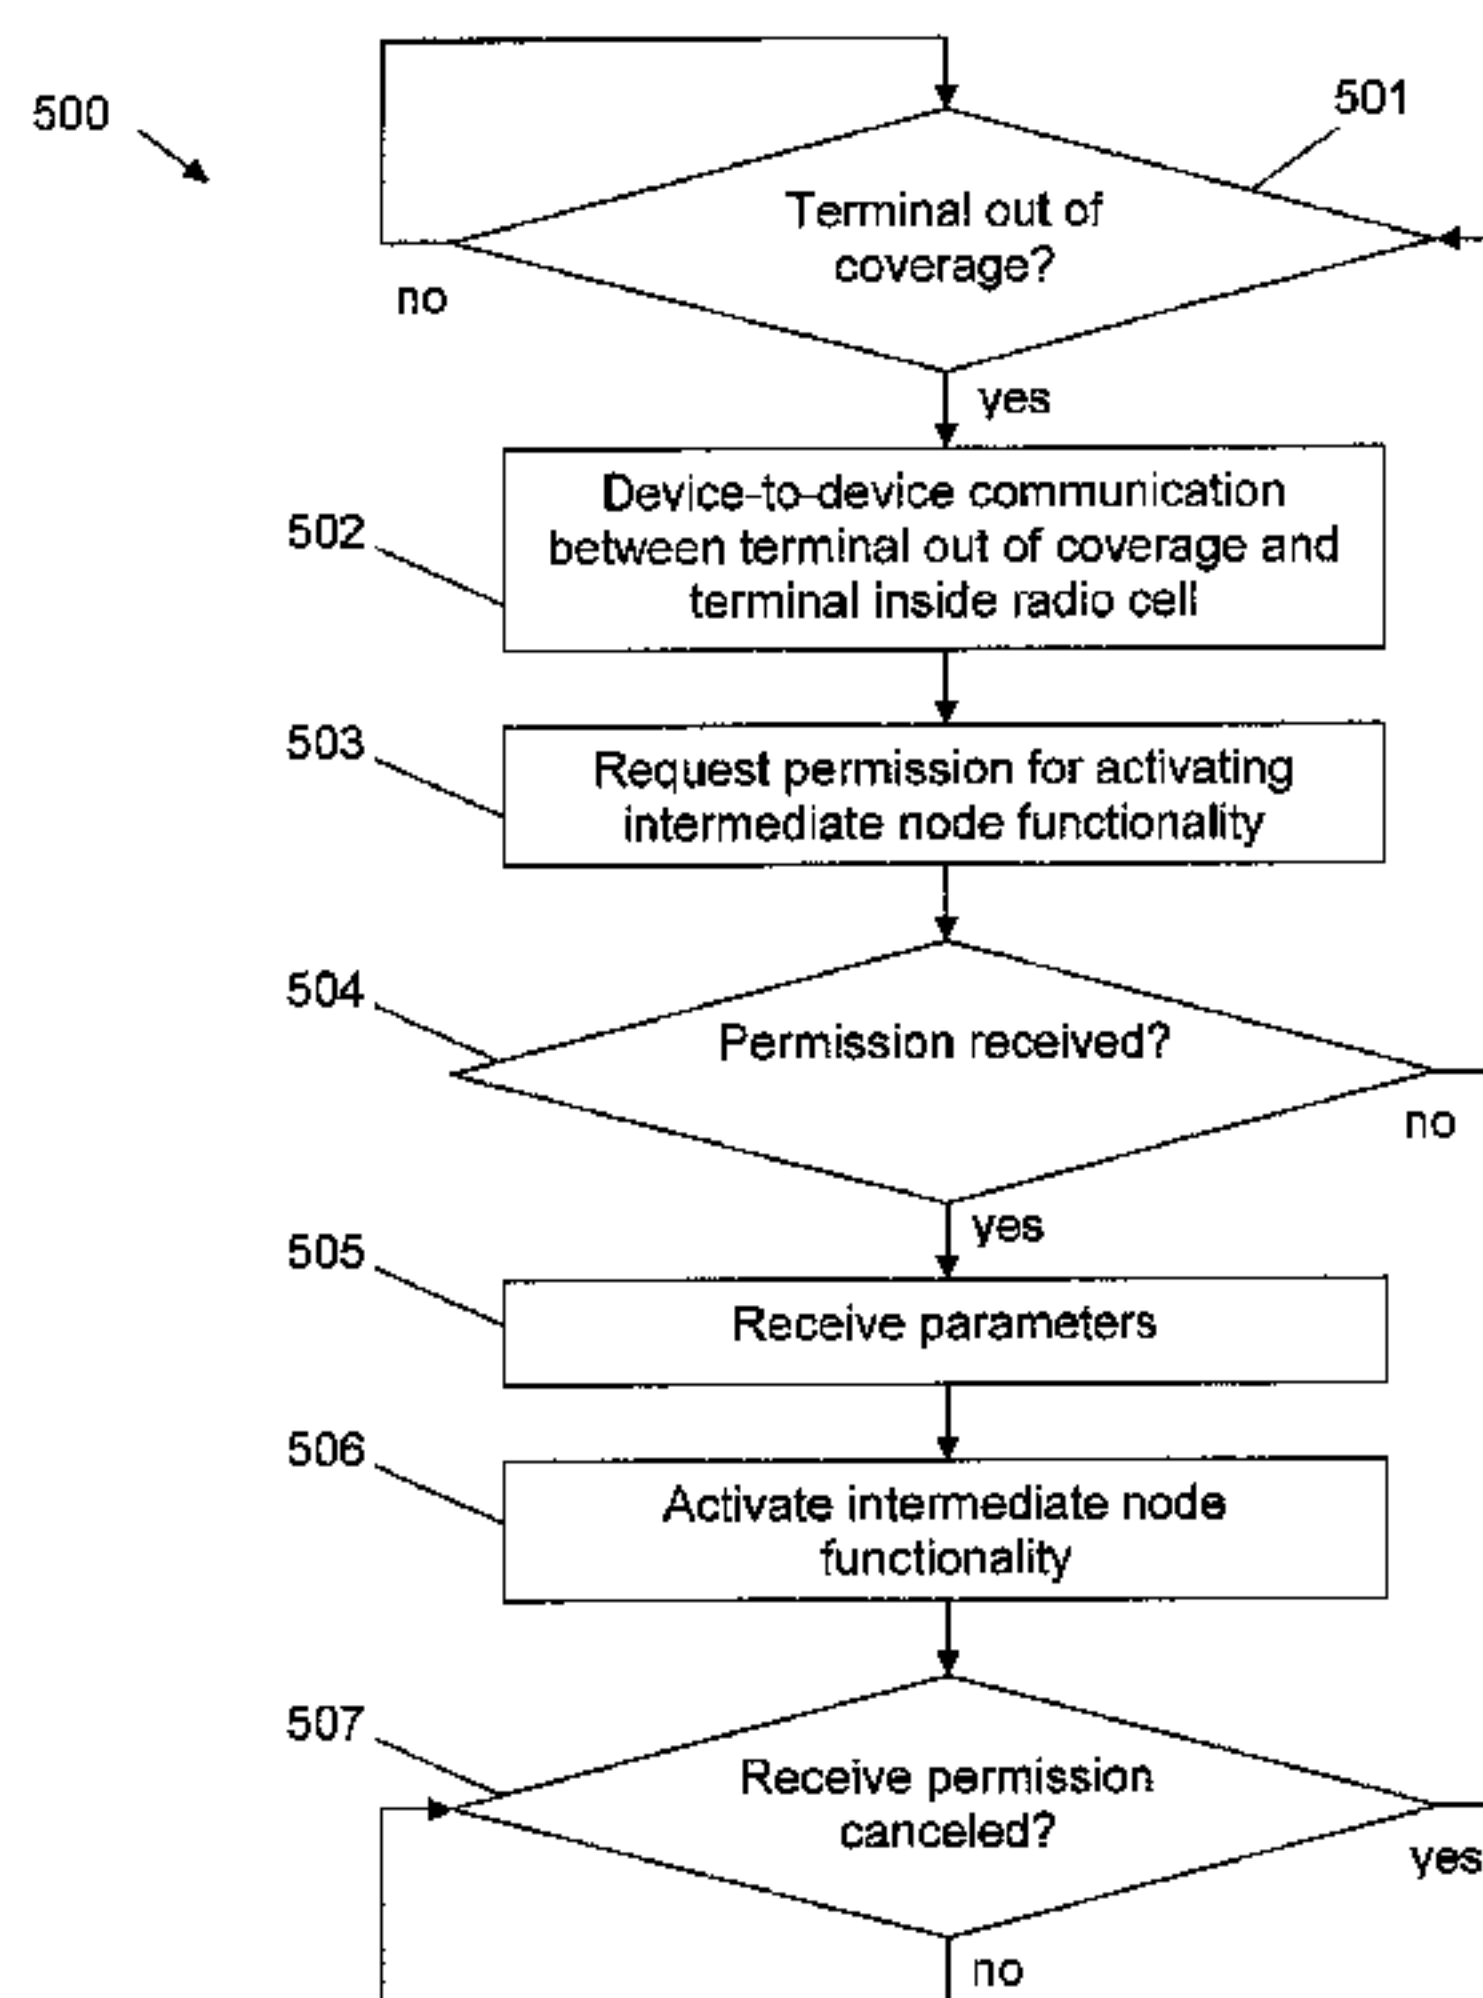 500
501
Terminal out of
coverage?
no
yes
502
Device-to-device communication
between terminal out of coverage and
terminal inside radio cell
503
Request permission for activating
intermediate node functionality
504
Permission received?
no
yes
505
Receive parameters
506
Activate intermediate node
functionality
507
Receive permission
canceled?
yes
no